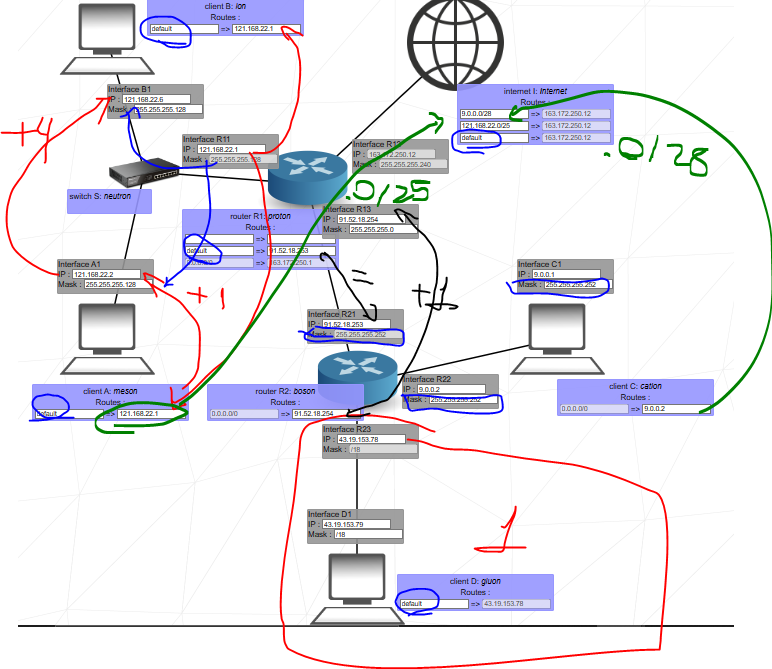 client B: ion
Routes :
default => 121.168.22.1
internet I: Internet
Routes :
9.0.0.0/28 => 163.172.250.12
121.168.22.0/25 => 163.172.250.12
default => 163.172.250.12
Interface B1
IP : 121.168.22.6
Mask : 255.255.255.128
+4
Interface R11
IP : 121.168.22.1
Mask : 255.255.255.128
Interface R12
IP : 163.172.250.12
Mask : 255.255.255.240
.0/28
.0/25
switch S: neutron
router R1: proton
Routes :
=>
default => 91.52.18.253
0.0.0.0/0 => 163.172.250.1
Interface R13
IP : 91.52.18.254
Mask : 255.255.255.0
Interface A1
IP : 121.168.22.2
Mask : 255.255.255.128
+1
=
+1
Interface C1
IP : 9.0.0.1
Mask : 255.255.255.252
Interface R21
IP : 91.52.18.253
Mask : 255.255.255.252
client A: meson
Routes :
default => 121.168.22.1
router R2: boson
Routes :
0.0.0.0/0 => 91.52.18.254
Interface R22
IP : 9.0.0.2
Mask : 255.255.255.252
client C: cation
Routes :
0.0.0.0/0 => 9.0.0.2
Interface R23
IP : 43.19.153.78
Mask : /18
Interface D1
IP : 43.19.153.79
Mask : /18
1
client D: gluon
Routes :
default => 43.19.153.78